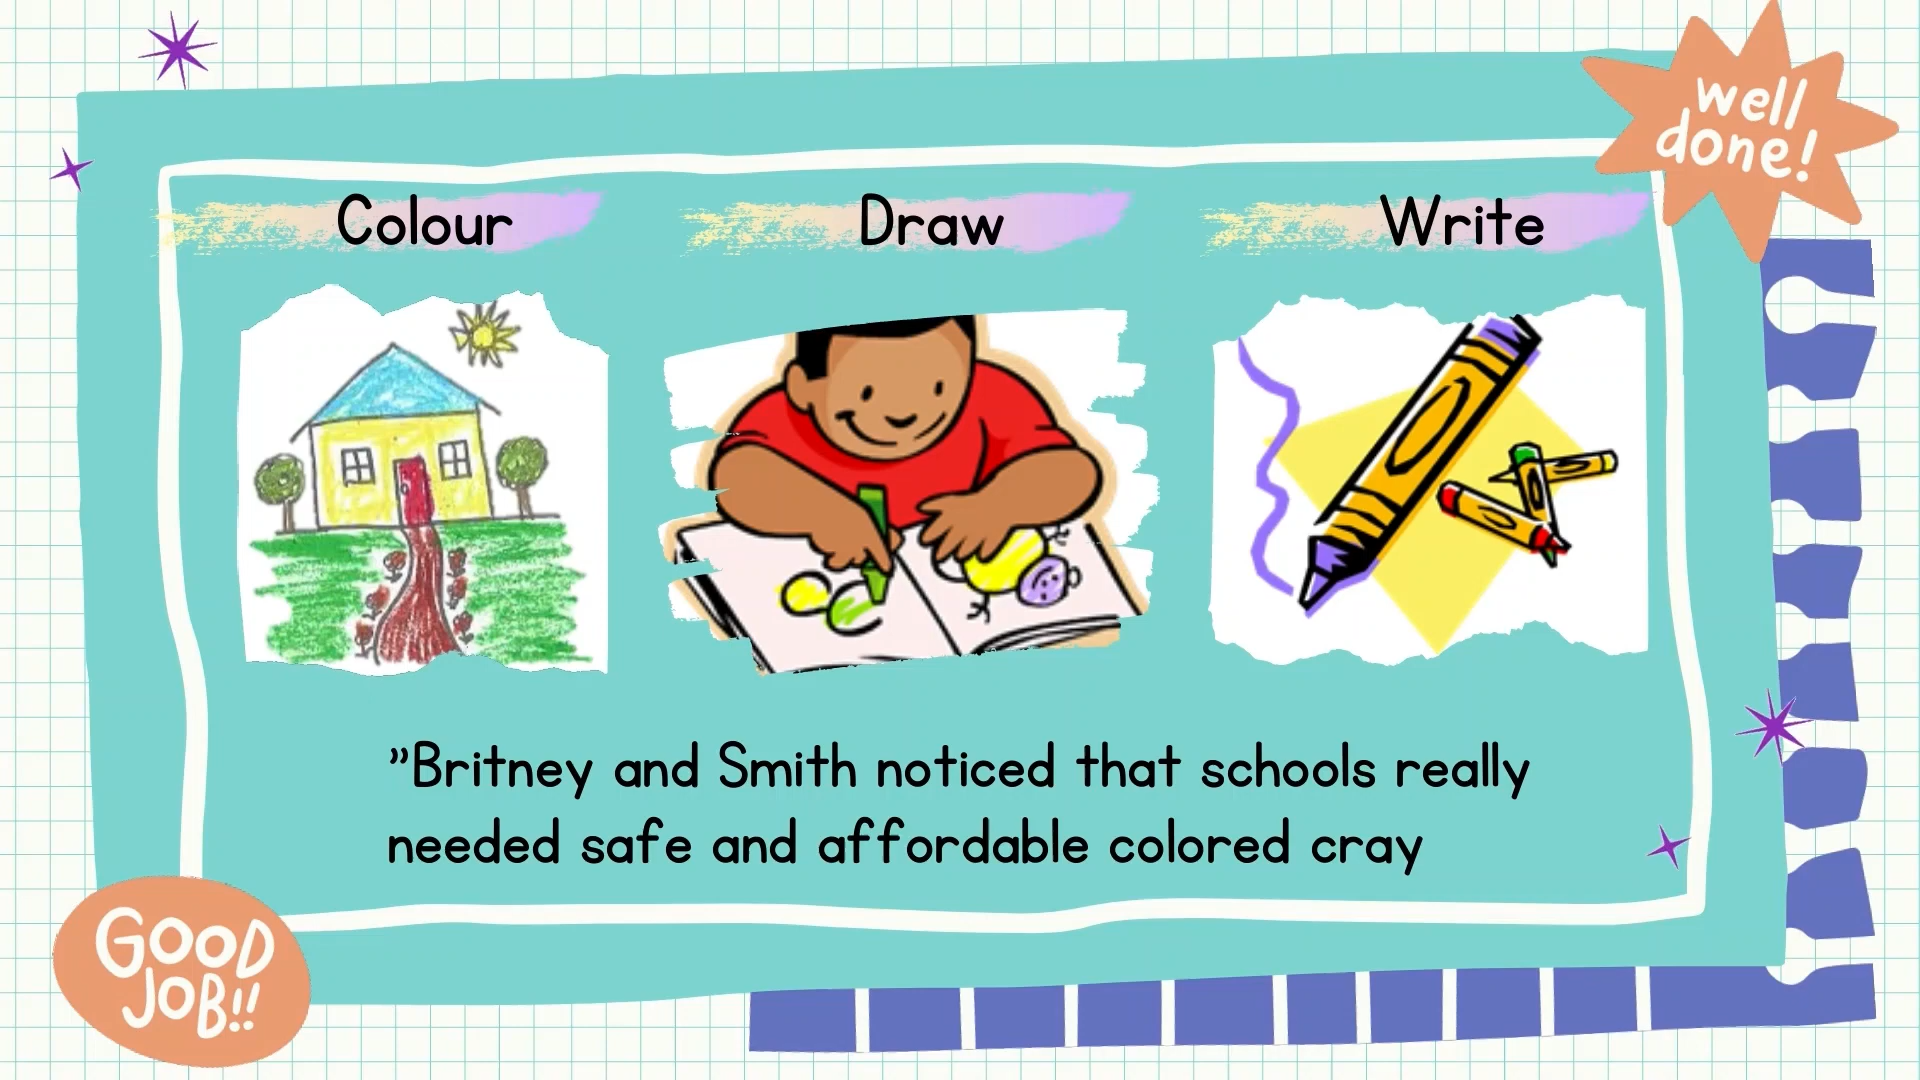 well
done!
Colour
Draw
Write
”Britney and Smith noticed that schools really
needed safe and affordable colored cray
GOOD
JOB!!